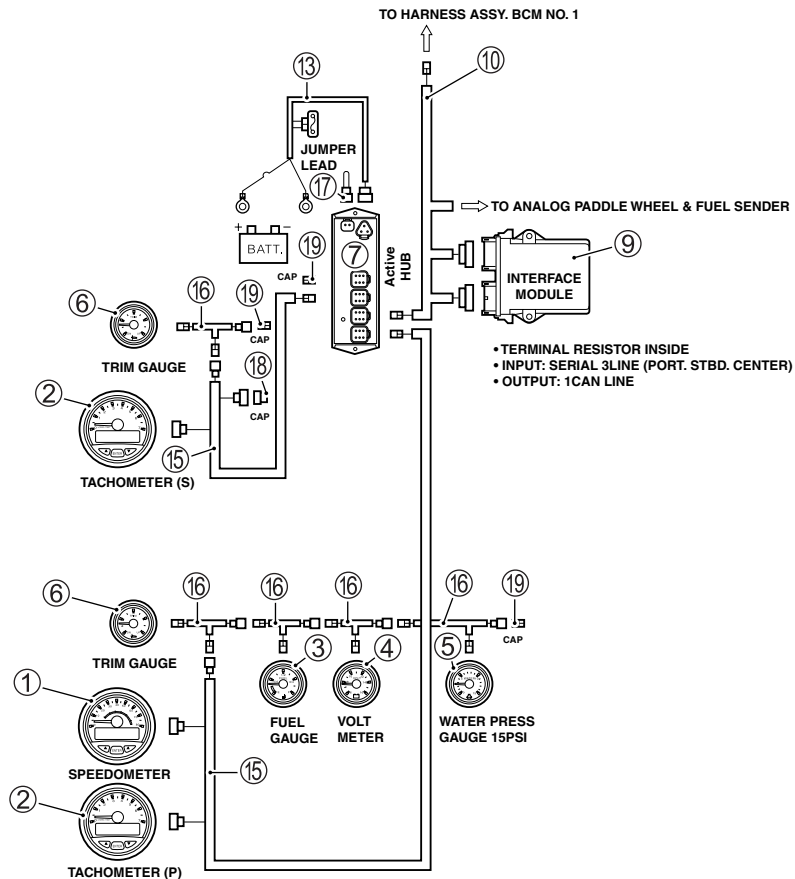 TO HARNESS ASSY. BCM NO. 1
10
13
JUMPER
LEAD
17
TO ANALOG PADDLE WHEEL & FUEL SENDER
9
+ −
BATT.
19
CAP
7
Active
HUB
INTERFACE
MODULE
6
16
19
CAP
TRIM GAUGE
• TERMINAL RESISTOR INSIDE
• INPUT: SERIAL 3LINE (PORT. STBD. CENTER)
• OUTPUT: 1CAN LINE
18
CAP
2
15
TACHOMETER (S)
6
16
16
16
16
19
CAP
TRIM GAUGE
3
4
5
FUEL
GAUGE
VOLT
METER
WATER PRESS
GAUGE 15PSI
1
SPEEDOMETER
15
2
TACHOMETER (P)